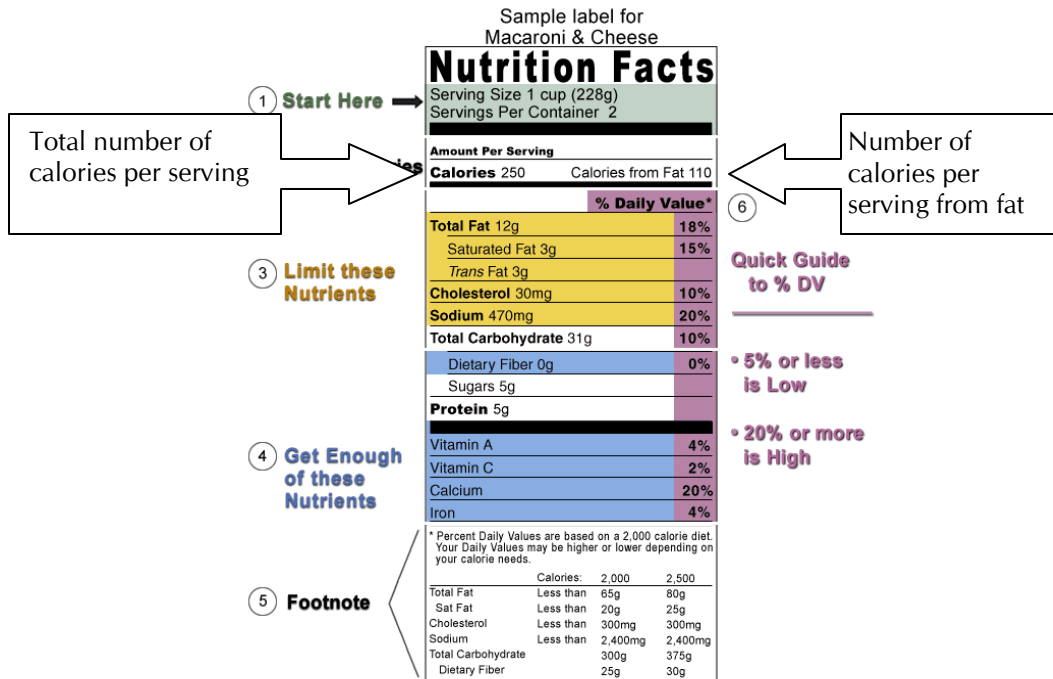 Sample label for
Macaroni & Cheese
Nutrition Facts
1 Start Here
Serving Size 1 cup (228g)
Servings Per Container 2
Total number of
calories per serving
Amount Per Serving
Calories 250 Calories from Fat 110
Number of
calories per
serving from fat
% Daily Value*
6
Total Fat 12g 18%
Saturated Fat 3g 15%
Trans Fat 3g
3 Limit these
Nutrients
Cholesterol 30mg 10%
Sodium 470mg 20%
Total Carbohydrate 31g 10%
Dietary Fiber 0g 0%
Sugars 5g
Protein 5g
Quick Guide
to % DV
• 5% or less
is Low
• 20% or more
is High
4 Get Enough
of these
Nutrients
Vitamin A 4%
Vitamin C 2%
Calcium 20%
Iron 4%
5 Footnote
* Percent Daily Values are based on a 2,000 calorie diet.
Your Daily Values may be higher or lower depending on
your calorie needs.
Calories: 2,000 2,500
Total Fat Less than 65g 80g
Sat Fat Less than 20g 25g
Cholesterol Less than 300mg 300mg
Sodium Less than 2,400mg 2,400mg
Total Carbohydrate 300g 375g
Dietary Fiber 25g 30g